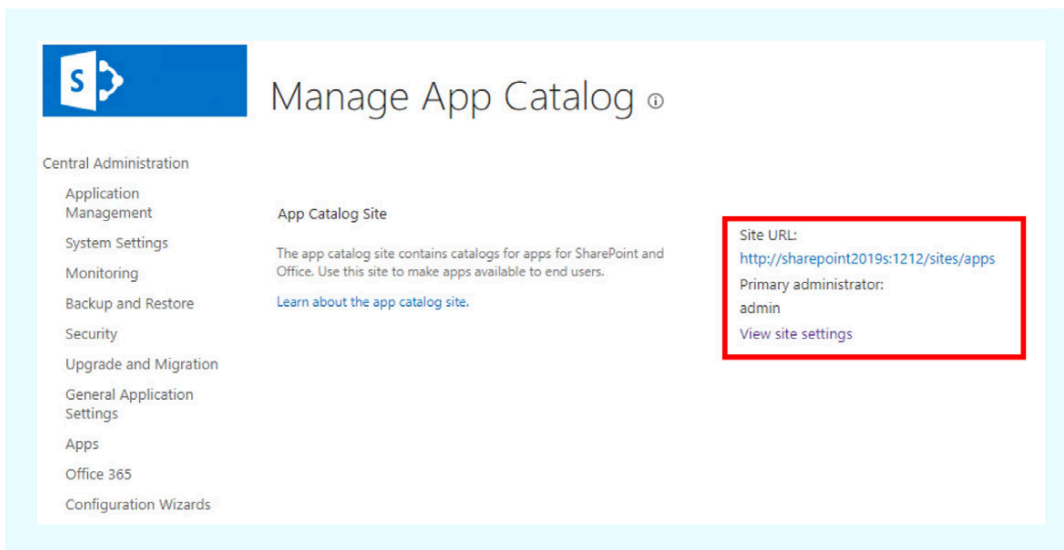 S
Manage App Catalog
Central Administration
Application
Management
System Settings
Monitoring
Backup and Restore
Security
Upgrade and Migration
General Application
Settings
Apps
Office 365
Configuration Wizards
App Catalog Site
The app catalog site contains catalogs for apps for SharePoint and
Office. Use this site to make apps available to end users.
Learn about the app catalog site.
Site URL:
http://sharepoint2019s:1212/sites/apps
Primary administrator:
admin
View site settings